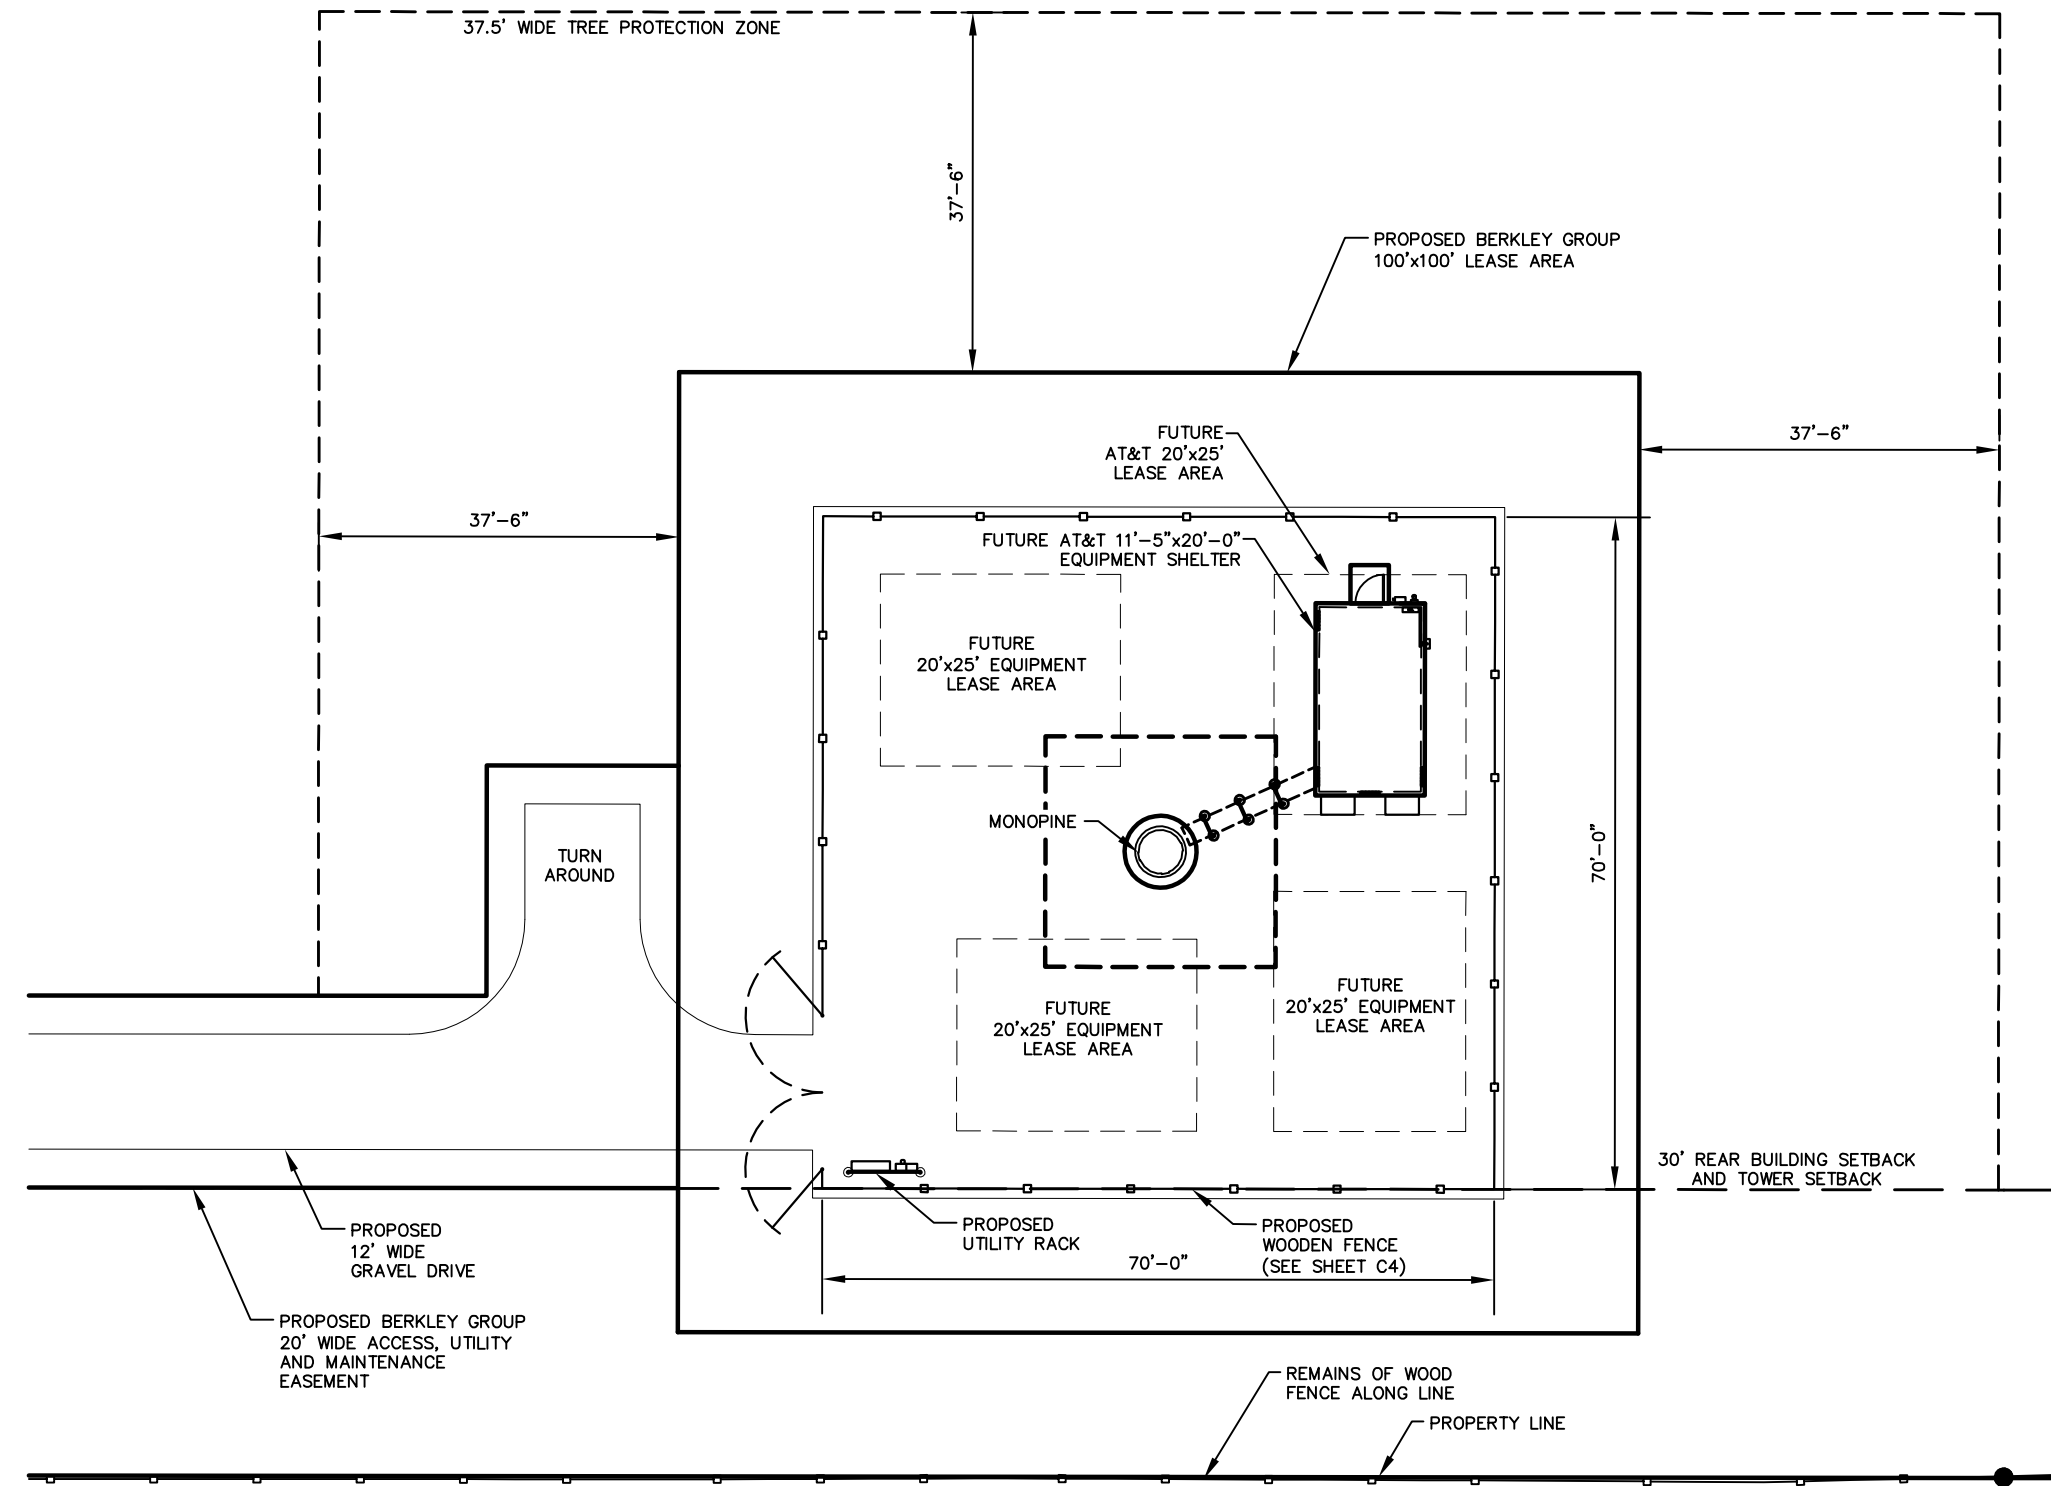 37.5' WIDE TREE PROTECTION ZONE
37'-6"
PROPOSED BERKLEY GROUP
100'x100' LEASE AREA
37'-6"
FUTURE
AT&T 20'x25'
LEASE AREA
37'-6"
FUTURE AT&T 11'-5"x20'-0"
EQUIPMENT SHELTER
FUTURE
20'x25' EQUIPMENT
LEASE AREA
MONOPINE
70'-0"
TURN
AROUND
FUTURE
20'x25' EQUIPMENT
LEASE AREA
FUTURE
20'x25' EQUIPMENT
LEASE AREA
30' REAR BUILDING SETBACK
AND TOWER SETBACK
PROPOSED
12' WIDE
GRAVEL DRIVE
PROPOSED
UTILITY RACK
PROPOSED
WOODEN FENCE
(SEE SHEET C4)
70'-0"
PROPOSED BERKLEY GROUP
20' WIDE ACCESS, UTILITY
AND MAINTENANCE
EASEMENT
REMAINS OF WOOD
FENCE ALONG LINE
PROPERTY LINE